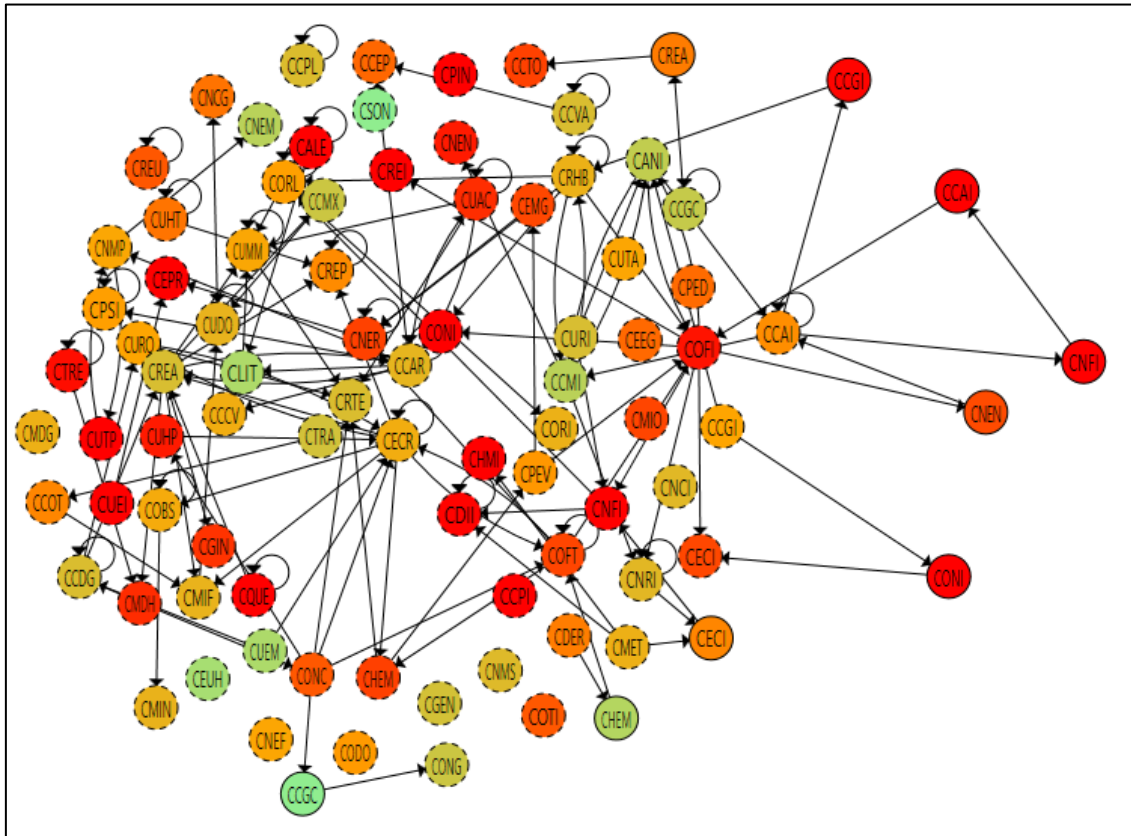 CCPL
CCEP
CPIN
CCTO
CREA
CCGI
CNCG
CSON
CCVA
CNEM
CALE
CNEN
CREU
CREI
CANI
CORL
CCMX
CUAC
CRHB
CCAI
CEMG
CCGC
CUHT
CNMP
CUMM
CREP
CUTA
CEPR
CPED
CPSI
CUDO
CNER
CONI
CURI
CEEG
COFI
CCAI
CURO
CTRE
CREA
CLIT
CCAR
CCMI
CNFI
CRTE
CCCV
CNEN
CMDG
CUTP
CUHP
CTRA
CECR
CORI
CMIO
CCGI
CHMI
CPEV
CNCI
CCOT
CUEI
COBS
CDII
CNFI
CGIN
COFT
CECI
CCDG
CMDH
CMIF
CQUE
CCPI
CNRI
CONI
CEUH
CUEM
CONC
CHEM
CDER
CMET
CECI
CNMS
CMIN
CGEN
COTI
CHEM
CNEF
CODO
CONG
CCGC